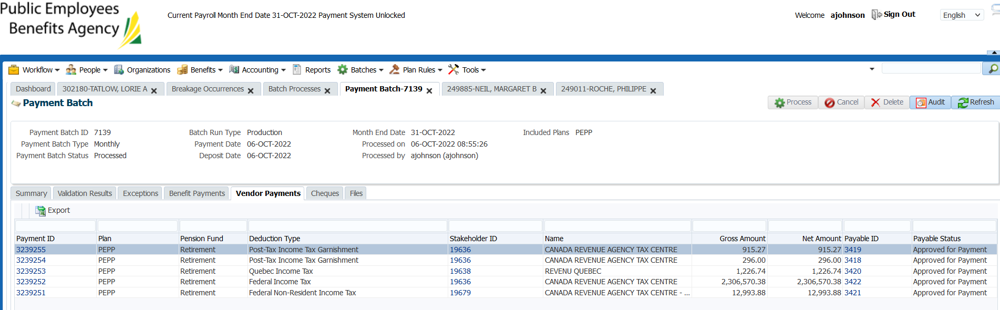 Public Employees
Benefits Agency
Current Payroll Month End Date 31-OCT-2022 Payment System Unlocked
Welcome ajohnson Sign Out English
Workflow People Organizations Benefits Accounting Reports Batches Plan Rules Tools
Dashboard 302180-TATLOW, LORIE A Breakage Occurrences Batch Processes Payment Batch-7139 249885-NEIL, MARGARET B 249011-ROCHE, PHILIPPE
Payment Batch Process Cancel Delete Audit Refresh
Payment Batch ID 7139 Batch Run Type Production Month End Date 31-OCT-2022 Included Plans PEPP
Payment Batch Type Monthly Payment Date 06-OCT-2022 Processed on 06-OCT-2022 08:55:26
Payment Batch Status Processed Deposit Date 06-OCT-2022 Processed by ajohnson (ajohnson)
Summary Validation Results Exceptions Benefit Payments Vendor Payments Cheques Files
Export
Payment ID Plan Pension Fund Deduction Type Stakeholder ID Name Gross Amount Net Amount Payable ID Payable Status
3239255 PEPP Retirement Post-Tax Income Tax Garnishment 19636 CANADA REVENUE AGENCY TAX CENTRE 915.27 915.27 3419 Approved for Payment
3239254 PEPP Retirement Post-Tax Income Tax Garnishment 19636 CANADA REVENUE AGENCY TAX CENTRE 296.00 296.00 3418 Approved for Payment
3239253 PEPP Retirement Quebec Income Tax 19638 REVENU QUEBEC 1,226.74 1,226.74 3420 Approved for Payment
3239252 PEPP Retirement Federal Income Tax 19636 CANADA REVENUE AGENCY TAX CENTRE 2,306,570.38 2,306,570.38 3422 Approved for Payment
3239251 PEPP Retirement Federal Non-Resident Income Tax 19679 CANADA REVENUE AGENCY TAX CENTRE - ... 12,993.88 12,993.88 3421 Approved for Payment